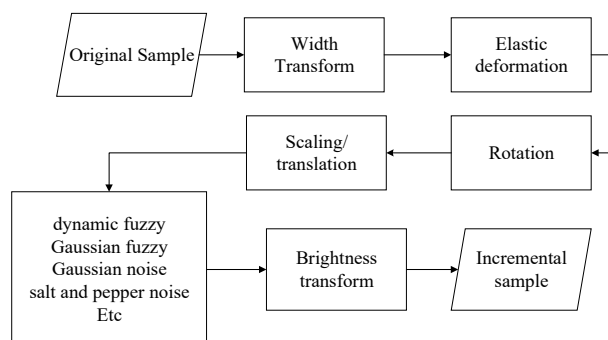 Original Sample
Width
Transform
Elastic
deformation
Rotation
Scaling/
translation
dynamic fuzzy
Gaussian fuzzy
Gaussian noise
salt and pepper noise
Etc
Brightness
transform
Incremental
sample